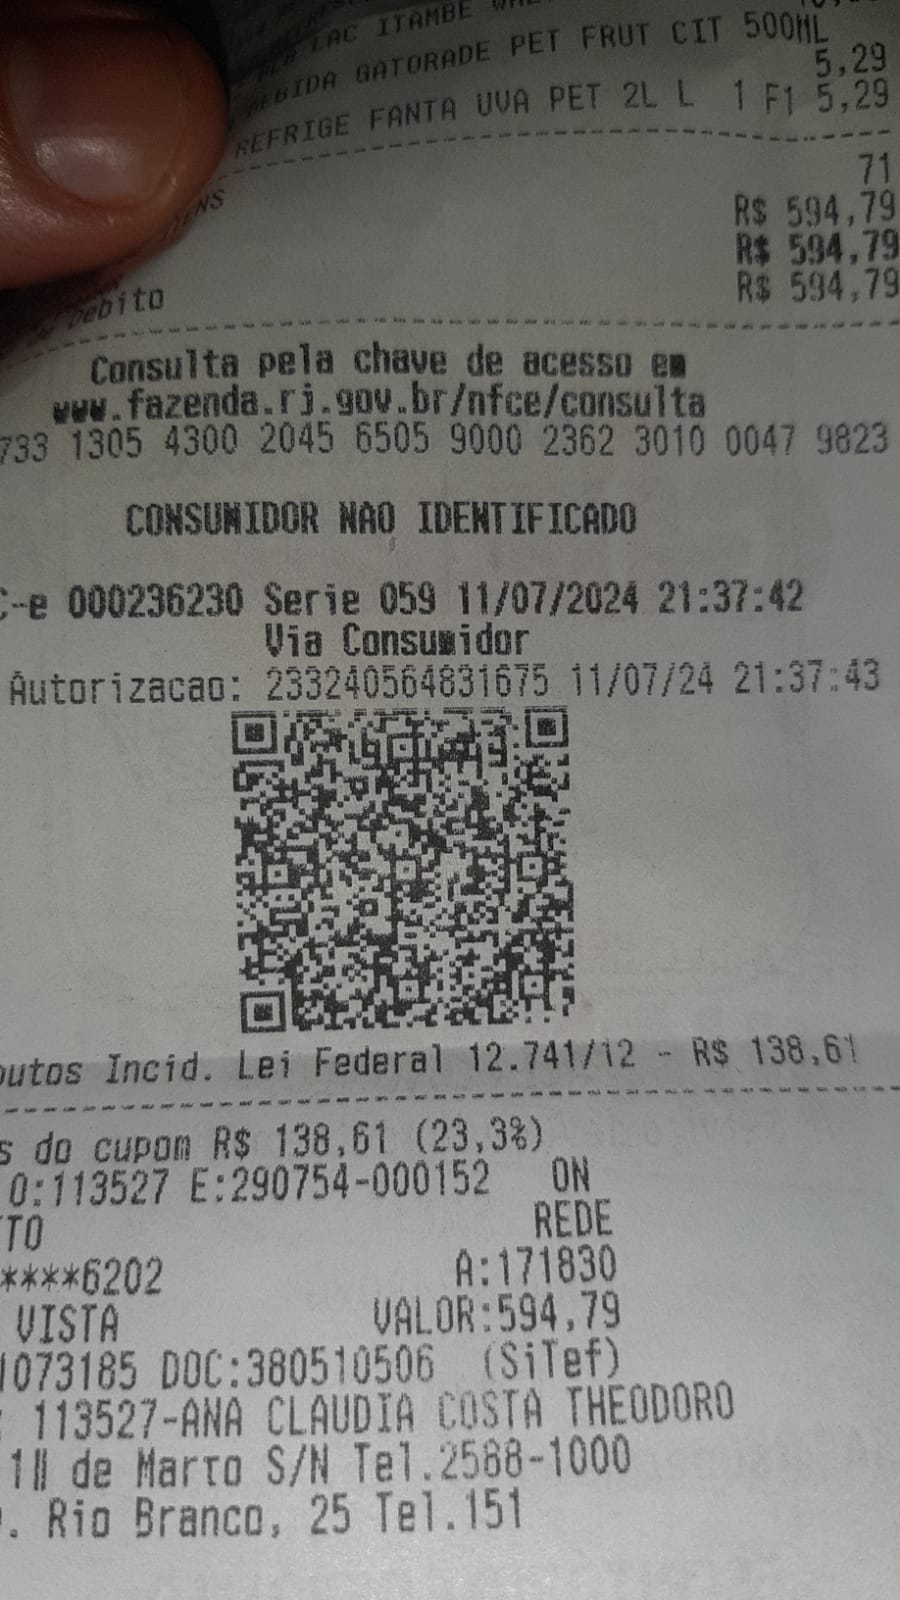 LAC ITAMBE
BEBIDA GATORADE PET FRUT CIT 500ML
5,29
REFRIGE FANTA UVA PET 2L L 1 F1 5,29
71
R$ 594,79
R$ 594,79
Debito R$ 594,79
Consulta pela chave de acesso em
www.fazenda.rj.gov.br/nfce/consulta
733 1305 4300 2045 6505 9000 2362 3010 0047 9823
CONSUMIDOR NAO IDENTIFICADO
C-e 000236230 Serie 059 11/07/2024 21:37:42
Via Consumidor
Autorizacao: 233240564831675 11/07/24 21:37:43
butos Incid. Lei Federal 12.741/12 - R$ 138,61
s do cupom R$ 138,61 (23,3%)
O:113527 E:290754-000152 ON
TO REDE
****6202 A:171830
VISTA VALOR:594,79
1073185 DOC:380510506 (SiTef)
: 113527-ANA CLAUDIA COSTA THEODORO
de Marco S/N Tel.2588-1000
. Rio Branco, 25 Tel.151